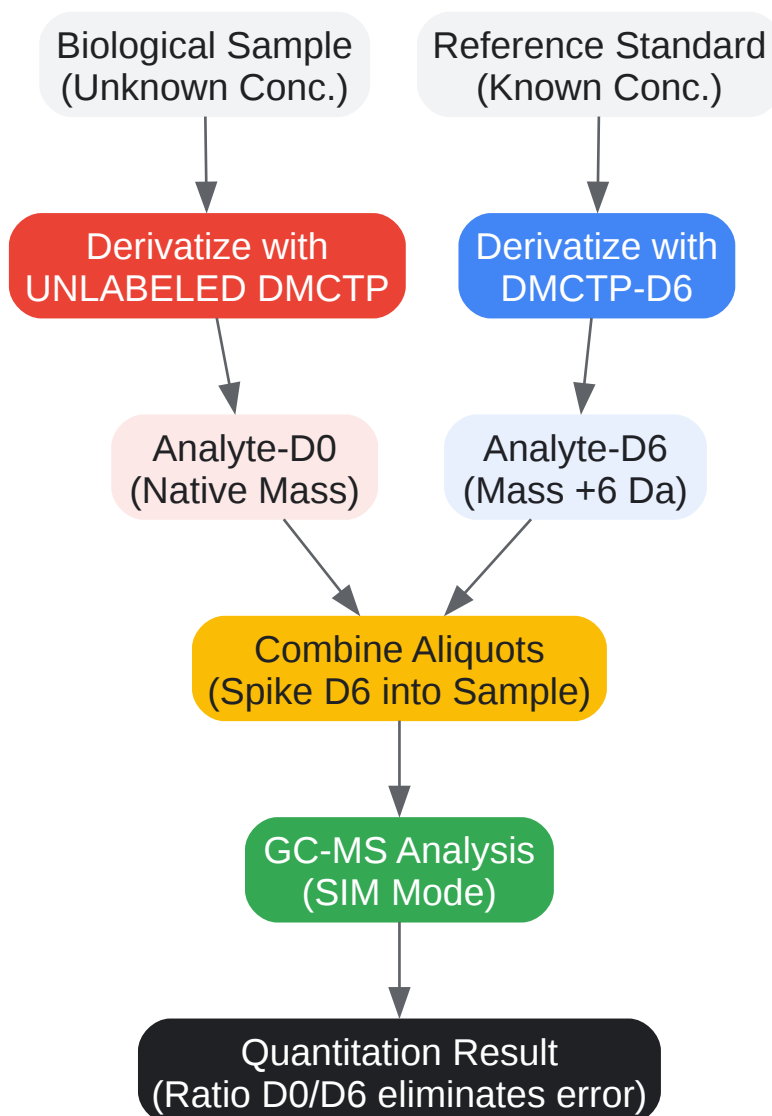 Biological Sample
(Unknown Conc.)
Reference Standard
(Known Conc.)
Derivatize with
UNLABELED DMCTP
Derivatize with
DMCTP-D6
Analyte-D0
(Native Mass)
Analyte-D6
(Mass +6 Da)
Combine Aliquots
(Spike D6 into Sample)
GC-MS Analysis
(SIM Mode)
Quantitation Result
(Ratio D0/D6 eliminates error)